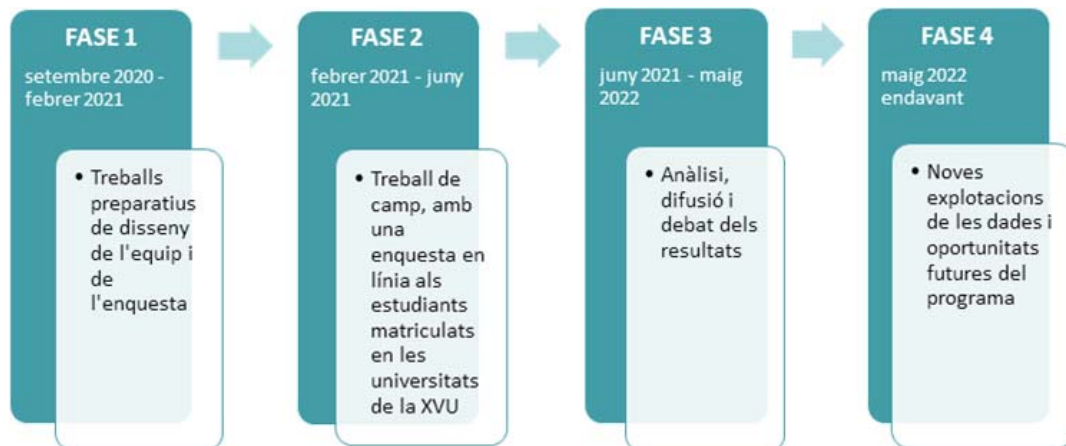 FASE 1
setembre 2020 -
febrer 2021
• Treballs
preparatius
de disseny
de l'equip i
de
l'enquesta
FASE 2
febrer 2021 - juny
2021
• Treball de
camp, amb
una
enquesta en
línia als
estudiants
matriculats
en les
universitats
de la XVU
FASE 3
juny 2021 - maig
2022
• Anàlisi,
difusió i
debat dels
resultats
FASE 4
maig 2022
endavant
• Noves
explotacions
de les dades i
oportunitats
futures del
programa